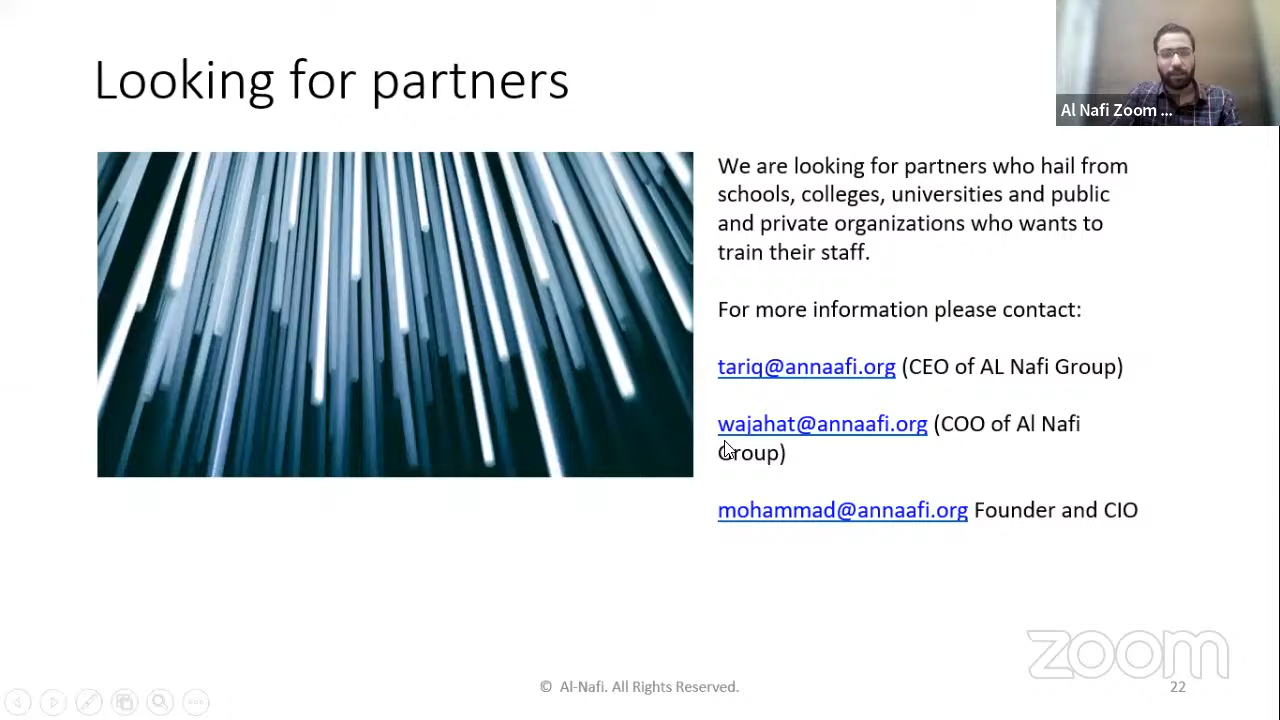 Looking for partners
Al Nafi Zoom ...
We are looking for partners who hail from
schools, colleges, universities and public
and private organizations who wants to
train their staff.
For more information please contact:
tariq@annaafi.org (CEO of AL Nafi Group)
wajahat@annaafi.org (COO of Al Nafi
Group)
mohammad@annaafi.org Founder and CIO
zoom
© Al-Nafi. All Rights Reserved.
22